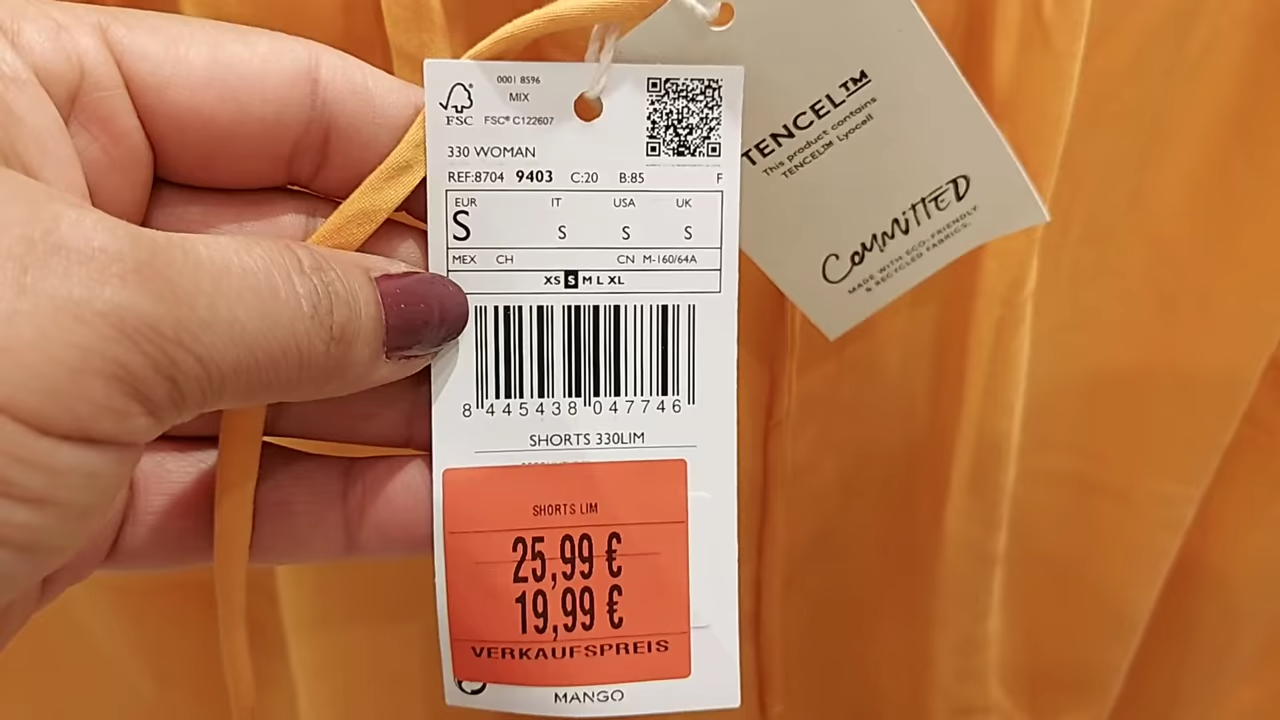 0001 8596
MIX
FSC
FSC® C122607
330 WOMAN
REF:8704 9403 C:20 B:85 F
EUR IT USA UK
S S S S
MEX CH CN M-160/64A
XS S M L XL
8 445438 047746
SHORTS 330LIM
SHORTS LIM
25,99 €
19,99 €
VERKAUFSPREIS
MANGO
TENCEL™
This product contains
TENCEL™ Lyocell
COMMITTED
MADE WITH ECO-FRIENDLY
& RECYCLED FABRICS.